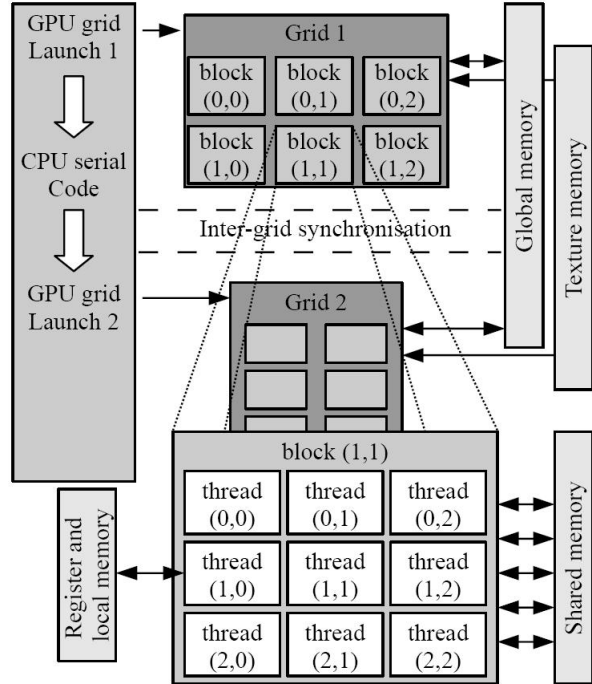 GPU grid
Launch 1
CPU serial
Code
GPU grid
Launch 2
Grid 1
block
(0,0)
block
(0,1)
block
(0,2)
block
(1,0)
block
(1,1)
block
(1,2)
Inter-grid synchronisation
Grid 2
Global memory
Texture memory
block (1,1)
thread
(0,0)
thread
(0,1)
thread
(0,2)
thread
(1,0)
thread
(1,1)
thread
(1,2)
thread
(2,0)
thread
(2,1)
thread
(2,2)
Register and
local memory
Shared memory